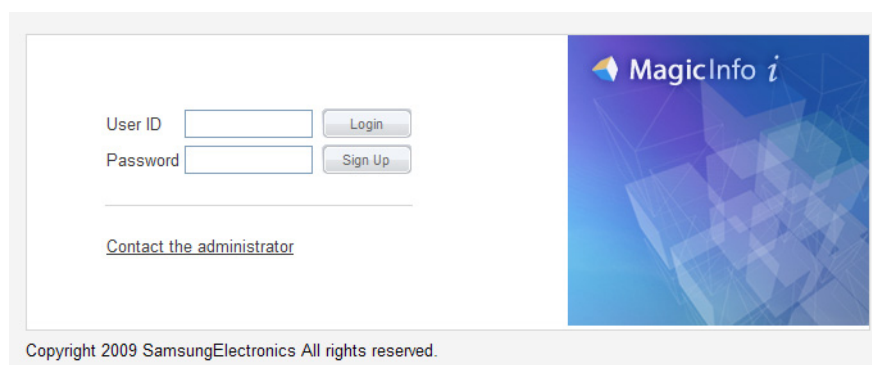 MagicInfo i
User ID
Login
Password
Sign Up
Contact the administrator
Copyright 2009 SamsungElectronics All rights reserved.